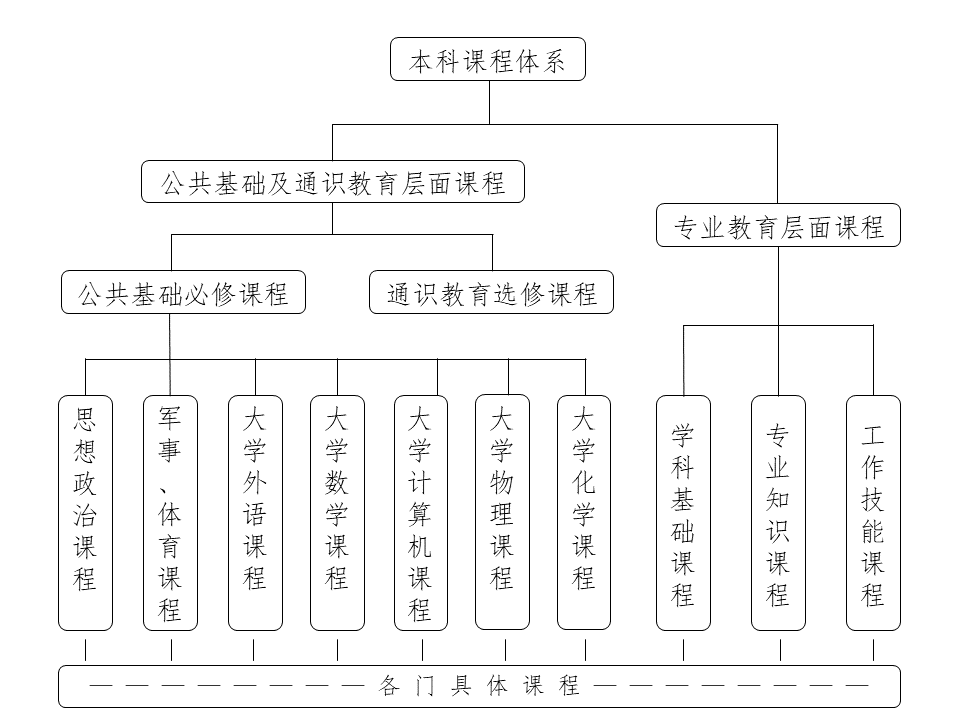 本科课程体系
公共基础及通识教育层面课程
专业教育层面课程
公共基础必修课程
通识教育选修课程
思想政治课程
军事、体育课程
大学外语课程
大学数学课程
大学计算机课程
大学物理课程
大学化学课程
学科基础课程
专业知识课程
工作技能课程
各门具体课程